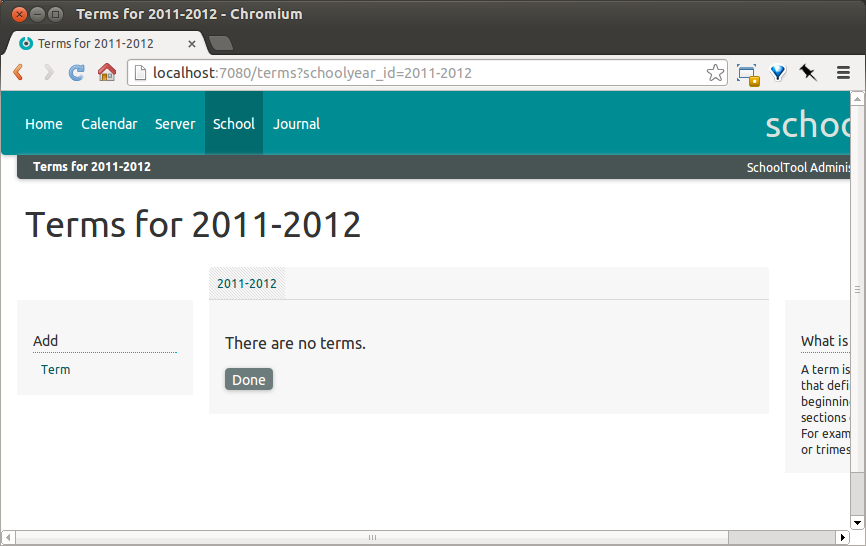 Terms for 2011-2012 - Chromium
Terms for 2011-2012
localhost:7080/terms?schoolyear_id=2011-2012
Home Calendar Server School Journal
schoo
Terms for 2011-2012
SchoolTool Adminis
Terms for 2011-2012
2011-2012
Add
Term
There are no terms.
Done
What is
A term is
that defi
beginning
sections
For exam
or trimes